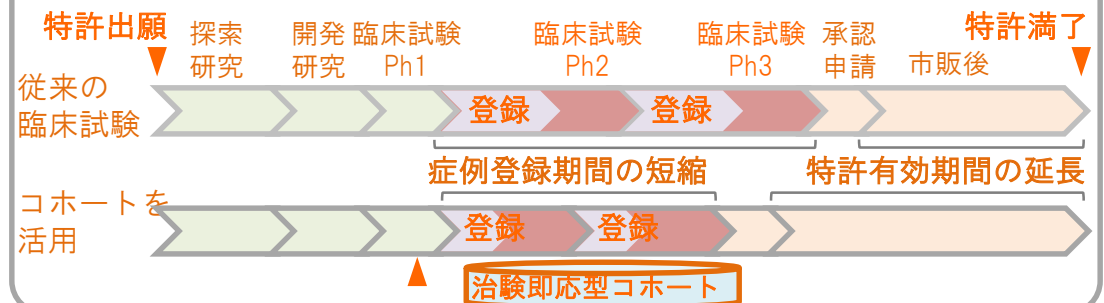 特許出願
特許満了
探索
研究
開発
研究
臨床試験
Ph1
臨床試験
Ph2
臨床試験
Ph3
承認
申請
市販後
従来の
臨床試験
登録
登録
症例登録期間の短縮
特許有効期間の延長
コホートを
活用
登録
登録
治験即応型コホート